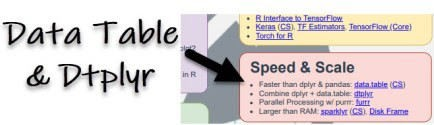 Data Table
& Dtplyr
R Interface to TensorFlow
Keras (CS), TF Estimators, TensorFlow (Core)
Torch for R
in R
Speed & Scale
Faster than dplyr & pandas: data.table (CS)
Combine dplyr + data.table: dtplyr
Parallel Processing w/ purrr: furrr
Larger than RAM: sparklyr (CS), Disk.Frame